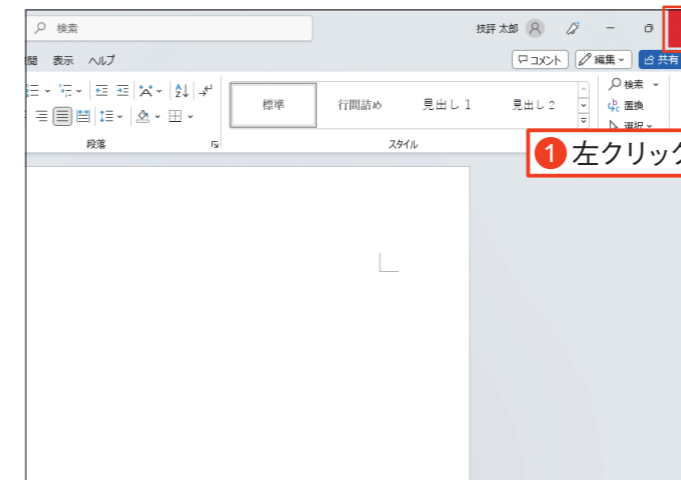 検索 技評 太郎
表示 ヘルプ コメント 編集 共有
検索
標準 行間詰め 見出し 1 見出し 2 置換
選択
段落 スタイル
1 左クリック